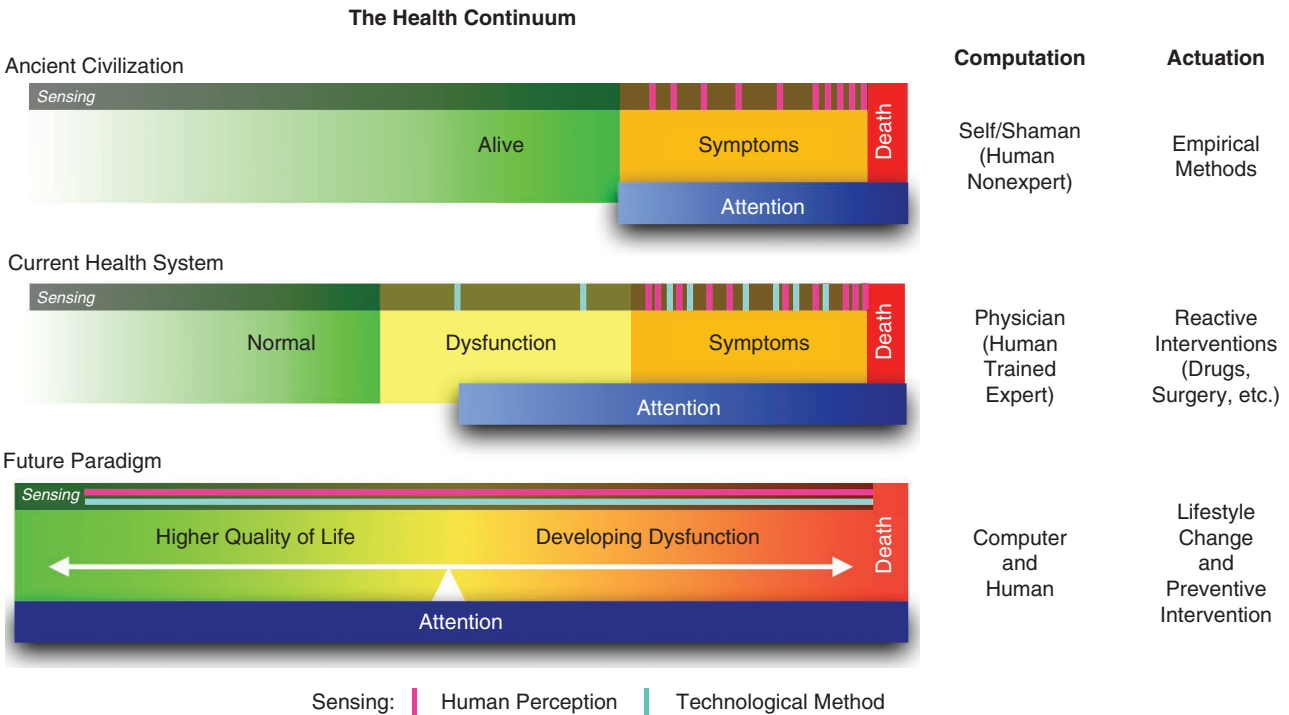 The Health Continuum
Computation
Actuation
Ancient Civilization
Sensing
Alive
Symptoms
Death
Attention
Self/Shaman
(Human
Nonexpert)
Empirical
Methods
Current Health System
Sensing
Normal
Dysfunction
Symptoms
Death
Attention
Physician
(Human
Trained
Expert)
Reactive
Interventions
(Drugs,
Surgery, etc.)
Future Paradigm
Sensing
Higher Quality of Life
Developing Dysfunction
Death
Attention
Computer
and
Human
Lifestyle
Change
and
Preventive
Intervention
Sensing: Human Perception Technological Method